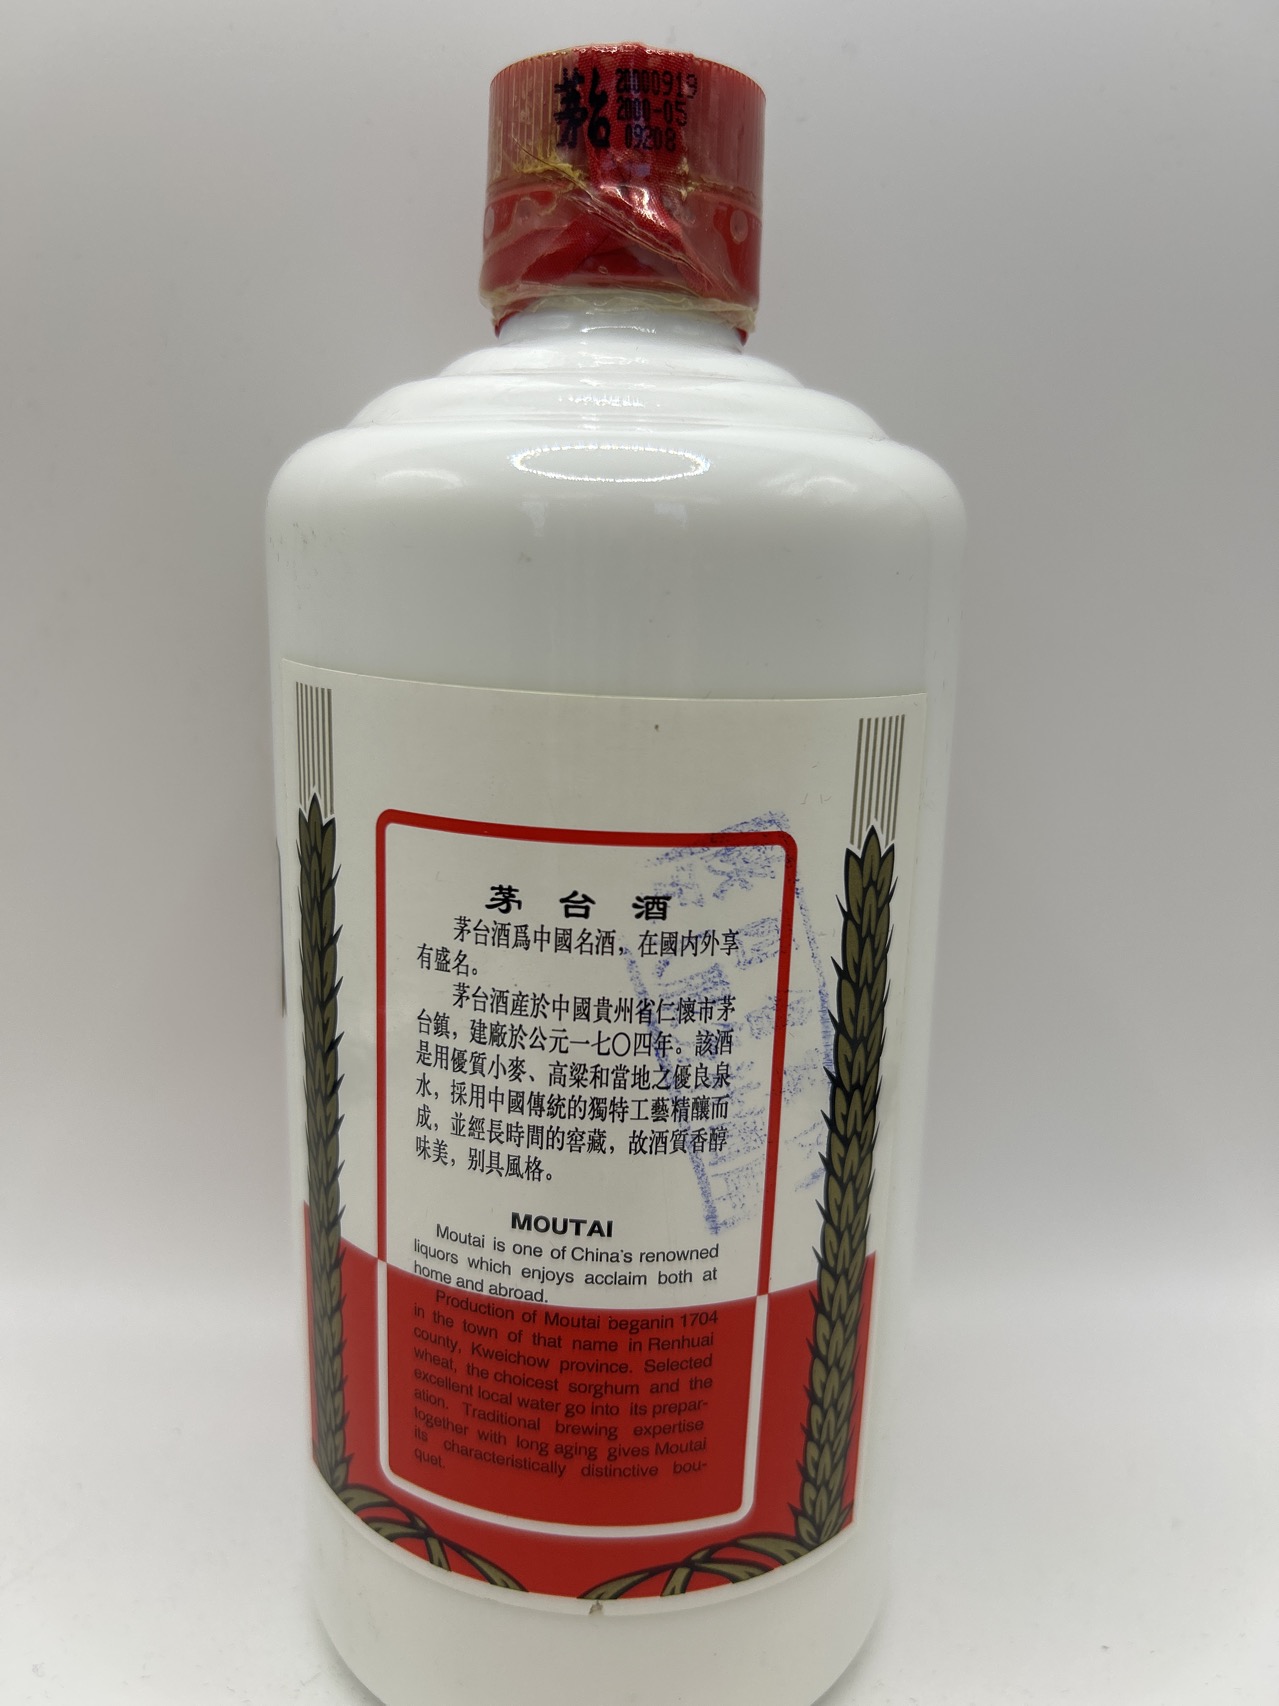 茅台
20000919
2000-05
09208
茅台酒
茅台酒爲中國名酒，在國内外享
有盛名。
茅台酒産於中國貴州省仁懷市茅
台鎮，建廠於公元一七〇四年。該酒
是用優質小麥、高粱和當地之優良泉
水，採用中國傳統的獨特工藝精釀而
成，並經長時間的窖藏，故酒質香醇
味美，别具風格。
MOUTAI
Moutai is one of China's renowned
liquors which enjoys acclaim both at
home and abroad.
Production of Moutai beganin 1704
in the town of that name in Renhuai
county, Kweichow province. Selected
wheat, the choicest sorghum and the
excellent local water go into its prepar-
ation. Traditional brewing expertise
together with long aging gives Moutai
its characteristically distinctive bou-
quet.